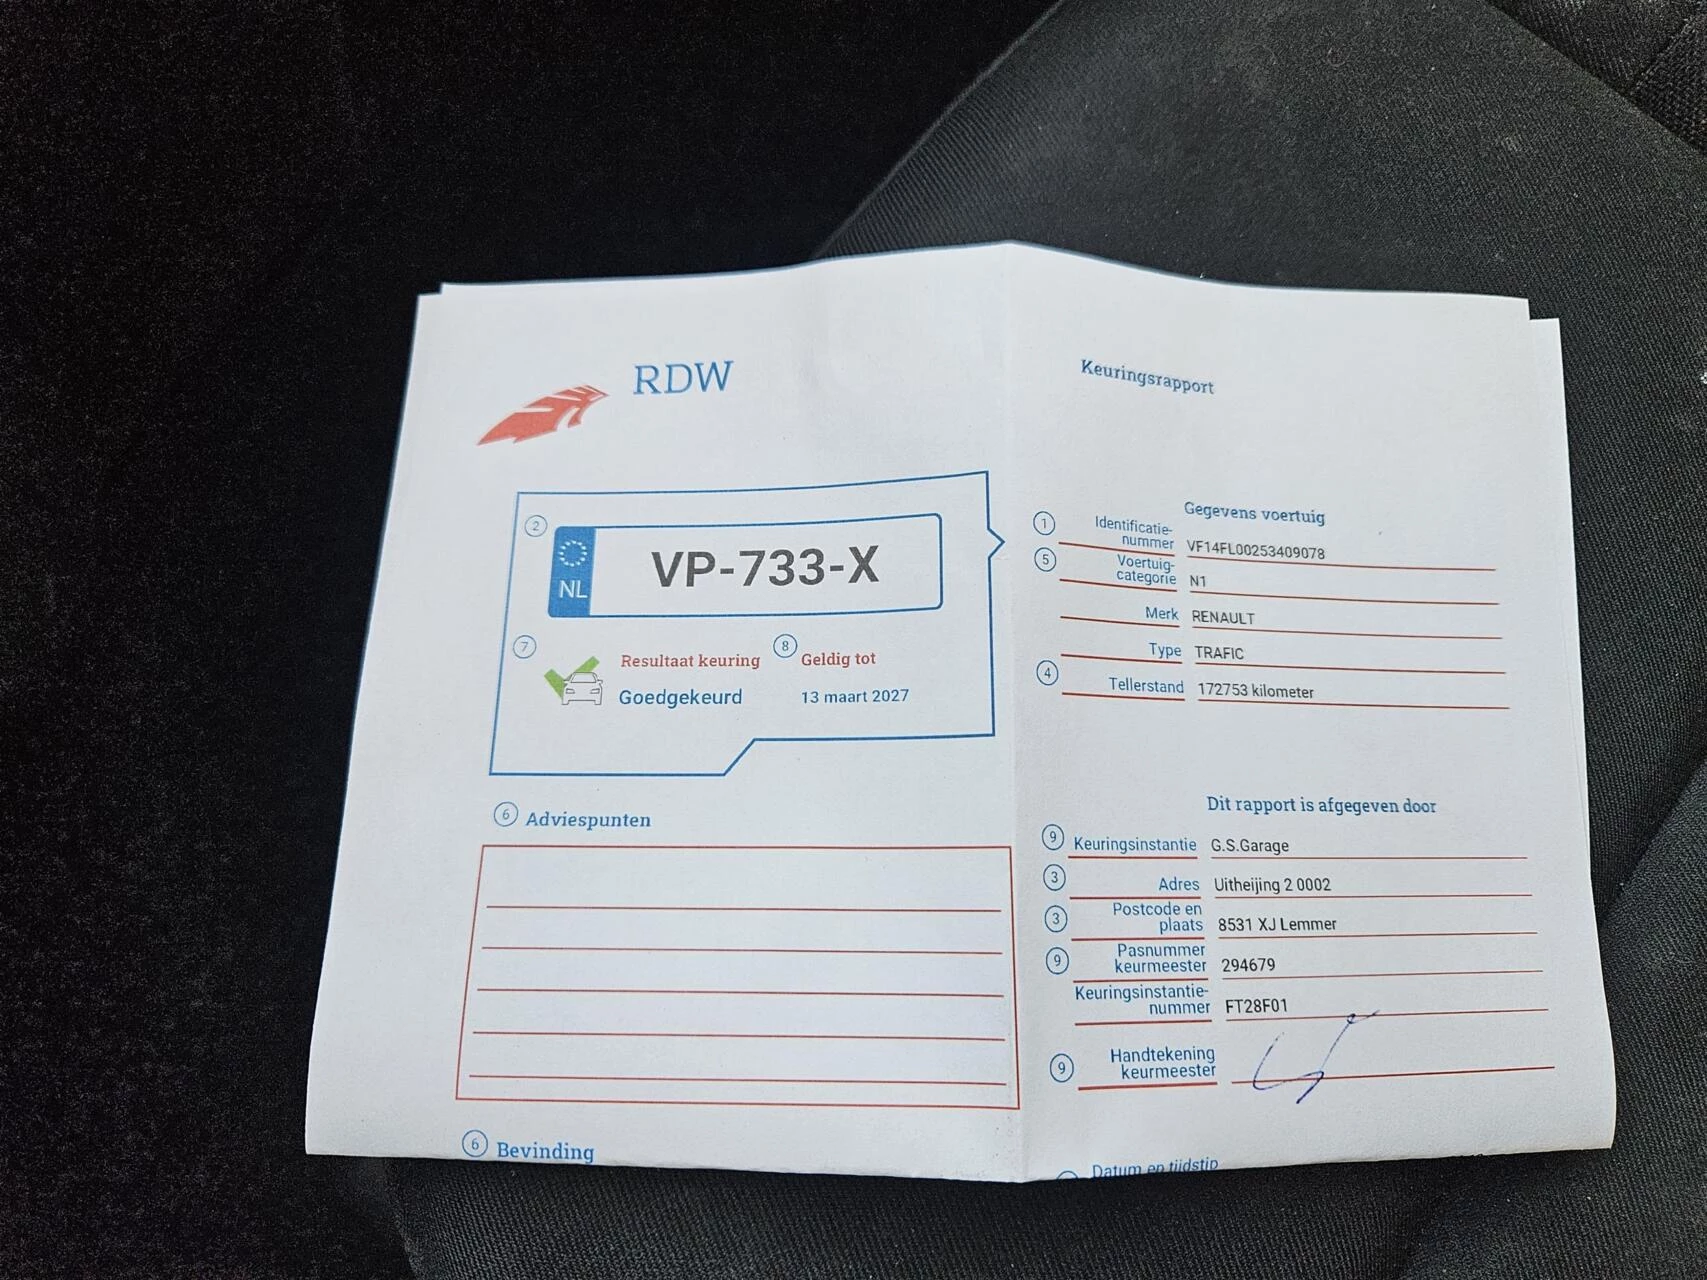 RDW
Keuringsrapport
2
NL
VP-733-X
7
Resultaat keuring
Goedgekeurd
8
Geldig tot
13 maart 2027
6 Adviespunten
6 Bevinding
Gegevens voertuig
1 Identificatie-
nummer VF14FL00253409078
5 Voertuig-
categorie N1
Merk RENAULT
Type TRAFIC
4 Tellerstand 172753 kilometer
Dit rapport is afgegeven door
9 Keuringsinstantie G.S.Garage
3 Adres Uitheijing 2 0002
3 Postcode en
plaats 8531 XJ Lemmer
9 Pasnummer
keurmeester 294679
Keuringsinstantie-
nummer FT28F01
9 Handtekening
keurmeester
Datum en tijdstip